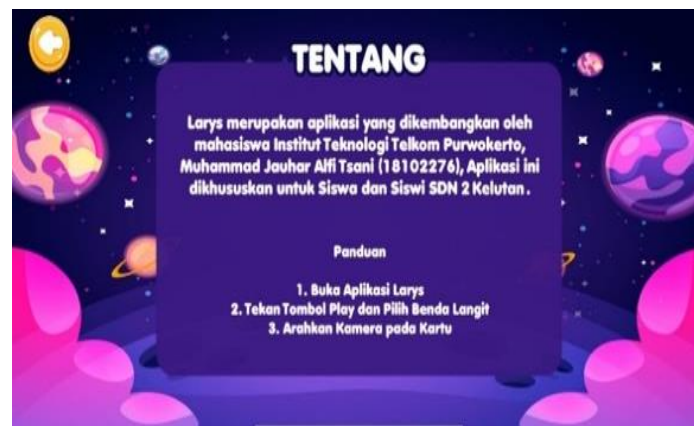 TENTANG
Larys merupakan aplikasi yang dikembangkan oleh
mahasiswa Institut Teknologi Telkom Purwokerto,
Muhammad Jauhar Alfi Tsani (18102276), Aplikasi ini
dikhususkan untuk Siswa dan Siswi SDN 2 Kelutan.
Panduan
1. Buka Aplikasi Larys
2. Tekan Tombol Play dan Pilih Benda Langit
3. Arahkan Kamera pada Kartu